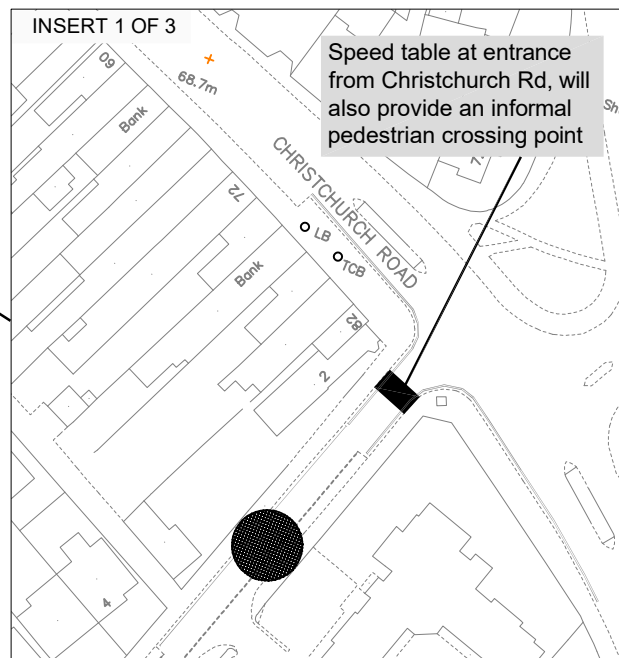 INSERT 1 OF 3
Speed table at entrance
from Christchurch Rd, will
also provide an informal
pedestrian crossing point
60
68.7m
Bank
CHRISTCHURCH ROAD
72
LB
TCB
Bank
82
2
4